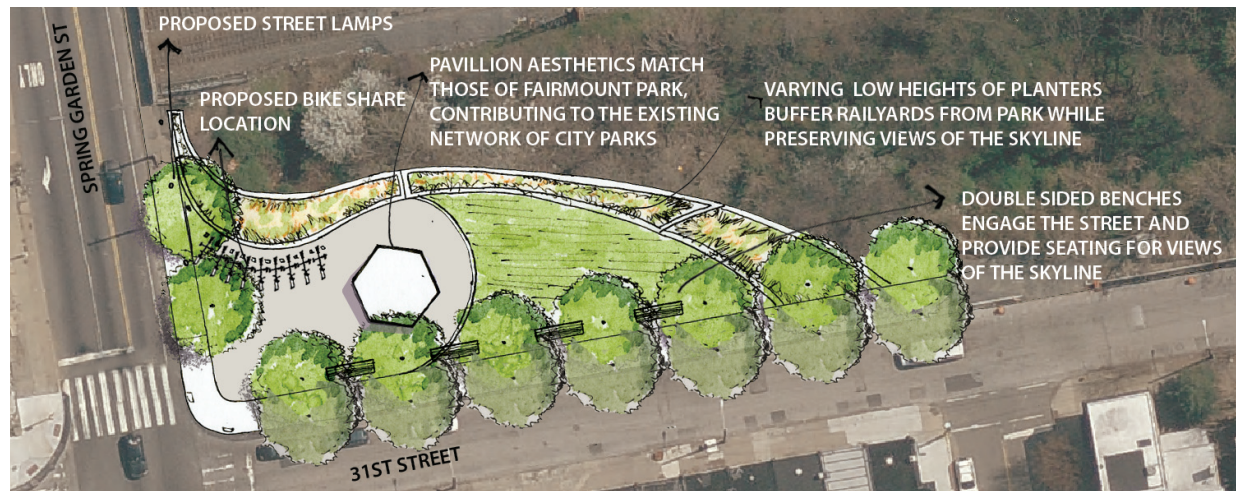 PROPOSED STREET LAMPS
SPRING GARDEN ST
PROPOSED BIKE SHARE
LOCATION
PAVILLION AESTHETICS MATCH
THOSE OF FAIRMOUNT PARK,
CONTRIBUTING TO THE EXISTING
NETWORK OF CITY PARKS
VARYING LOW HEIGHTS OF PLANTERS
BUFFER RAILYARDS FROM PARK WHILE
PRESERVING VIEWS OF THE SKYLINE
DOUBLE SIDED BENCHES
ENGAGE THE STREET AND
PROVIDE SEATING FOR VIEWS
OF THE SKYLINE
31ST STREET